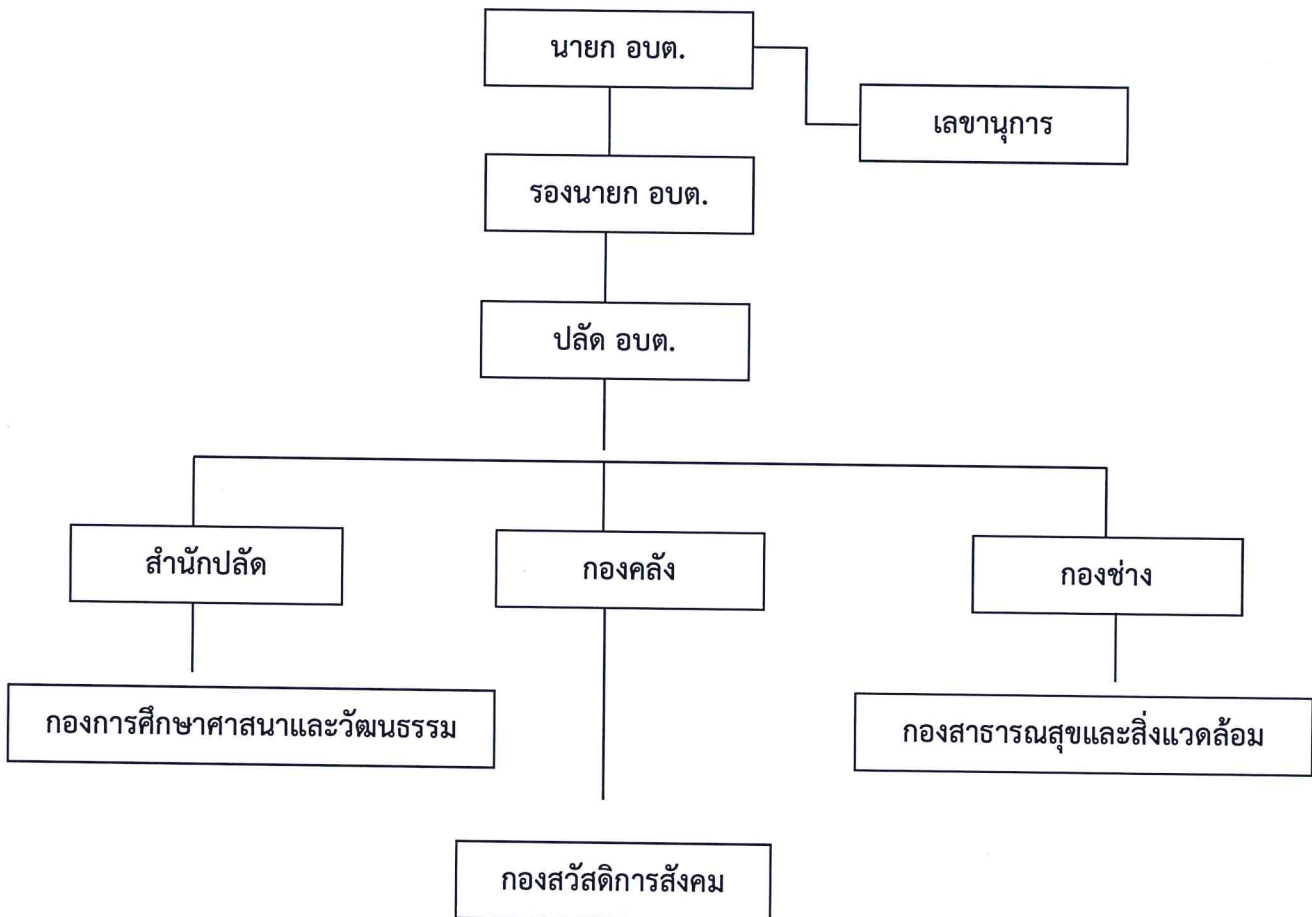 นายก อบต.
เลขานุการ
รองนายก อบต.
ปลัด อบต.
สำนักปลัด
กองคลัง
กองช่าง
กองการศึกษาศาสนาและวัฒนธรรม
กองสาธารณสุขและสิ่งแวดล้อม
กองสวัสดิการสังคม